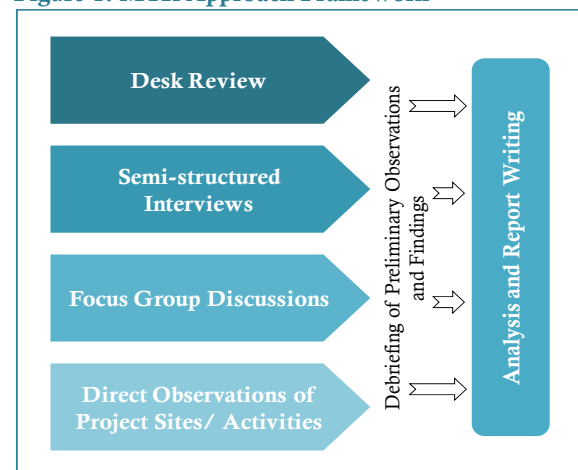 Desk Review
Semi-structured
Interviews
Focus Group Discussions
Direct Observations of
Project Sites/ Activities
Debriefing of Preliminary Observations
and Findings
Analysis and Report Writing